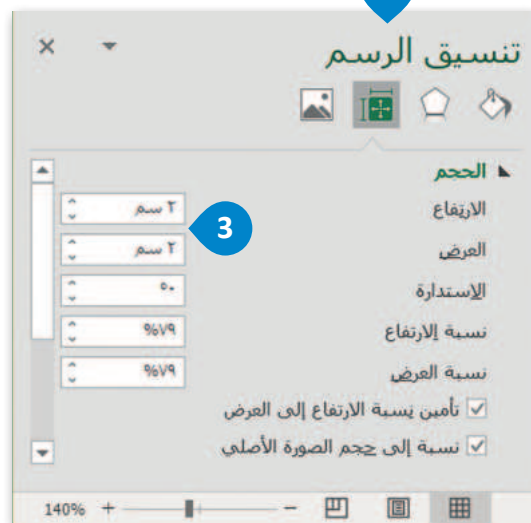 تنسيق الرسم
الحجم
الارتفاع ٢ سم
3
العرض ٢ سم
الاستدارة ٠°
نسبة الارتفاع ٧٩%
نسبة العرض ٧٩%
تأمين نسبة الارتفاع إلى العرض
نسبة إلى حجم الصورة الأصلي
140%